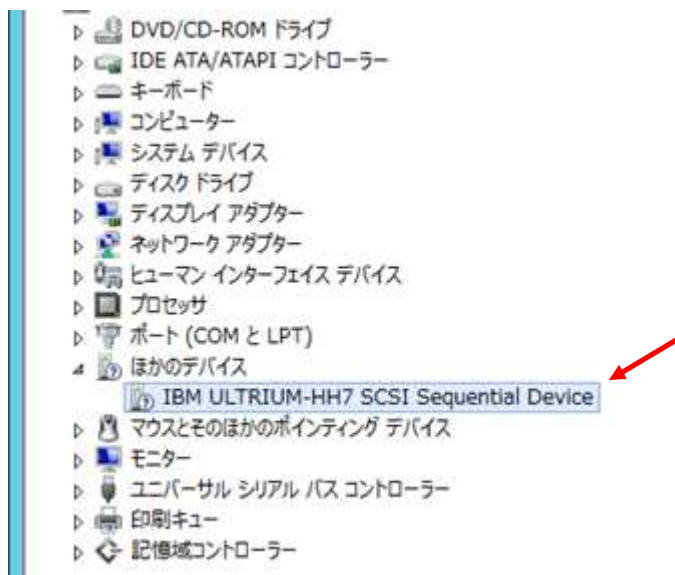 DVD/CD-ROM ドライブ
IDE ATA/ATAPI コントローラー
キーボード
コンピューター
システム デバイス
ディスク ドライブ
ディスプレイ アダプター
ネットワーク アダプター
ヒューマン インターフェイス デバイス
プロセッサ
ポート (COM と LPT)
ほかのデバイス
IBM ULTRIUM-HH7 SCSI Sequential Device
マウスとそのほかのポインティング デバイス
モニター
ユニバーサル シリアル バス コントローラー
印刷キュー
記憶域コントローラー